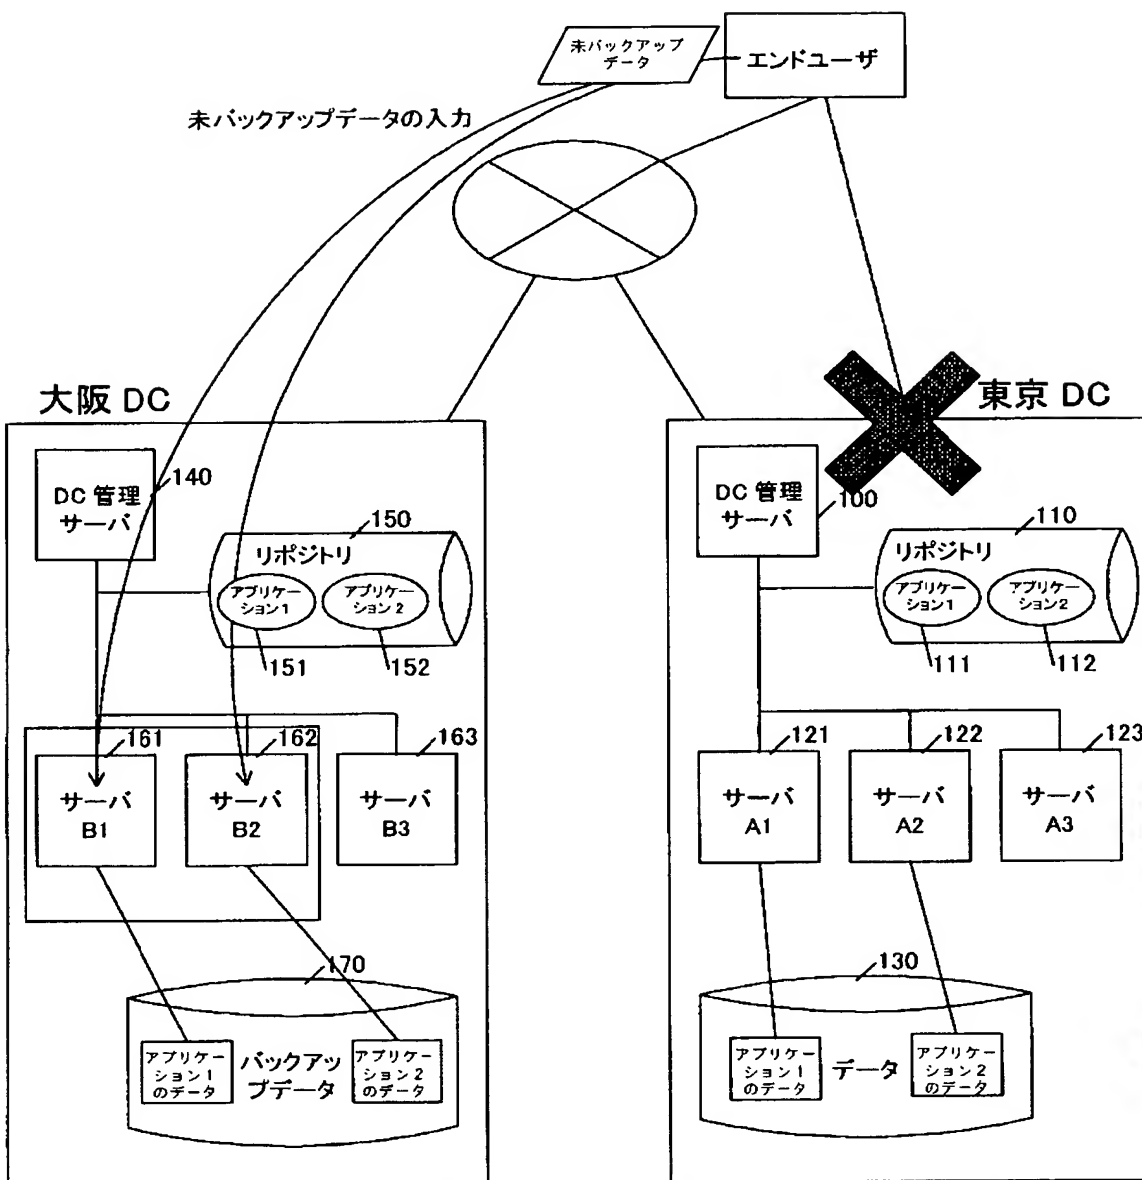 未バックアップ
データ
エンドユーザ
未バックアップデータの入力
大阪 DC
東京 DC
DC 管理
サーバ
140
150
リポジトリ
アプリケー
ション1
アプリケー
ション2
151
152
161
162
163
サーバ
B1
サーバ
B2
サーバ
B3
170
アプリケー
ション1
のデータ
バックアッ
プデータ
アプリケー
ション2
のデータ
DC 管理
サーバ
100
110
リポジトリ
アプリケー
ション1
アプリケー
ション2
111
112
121
122
123
サーバ
A1
サーバ
A2
サーバ
A3
130
アプリケー
ション1
のデータ
データ
アプリケー
ション2
のデータ